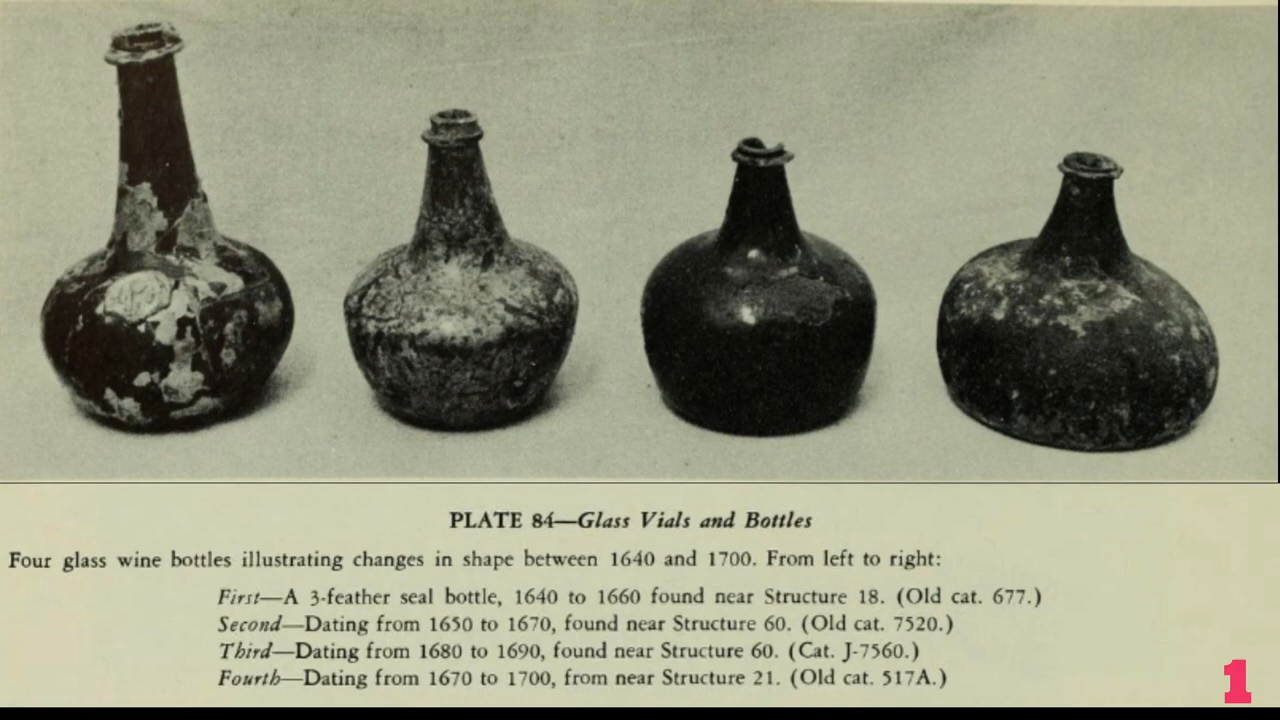 PLATE 84—Glass Vials and Bottles
Four glass wine bottles illustrating changes in shape between 1640 and 1700. From left to right:
First—A 3-feather seal bottle, 1640 to 1660 found near Structure 18. (Old cat. 677.)
Second—Dating from 1650 to 1670, found near Structure 60. (Old cat. 7520.)
Third—Dating from 1680 to 1690, found near Structure 60. (Cat. J-7560.)
Fourth—Dating from 1670 to 1700, from near Structure 21. (Old cat. 517A.)
1